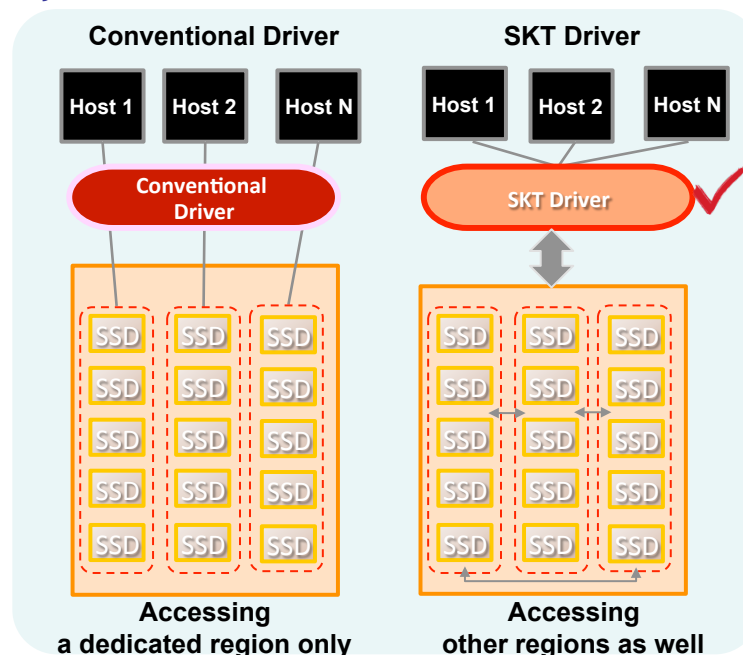 Conventional Driver
SKT Driver
Host 1
Host 2
Host N
Host 1
Host 2
Host N
Conventional
Driver
SKT Driver
SSD SSD SSD
SSD SSD SSD
SSD SSD SSD
SSD SSD SSD
SSD SSD SSD
SSD SSD SSD
SSD SSD SSD
SSD SSD SSD
SSD SSD SSD
SSD SSD SSD
Accessing
a dedicated region only
Accessing
other regions as well